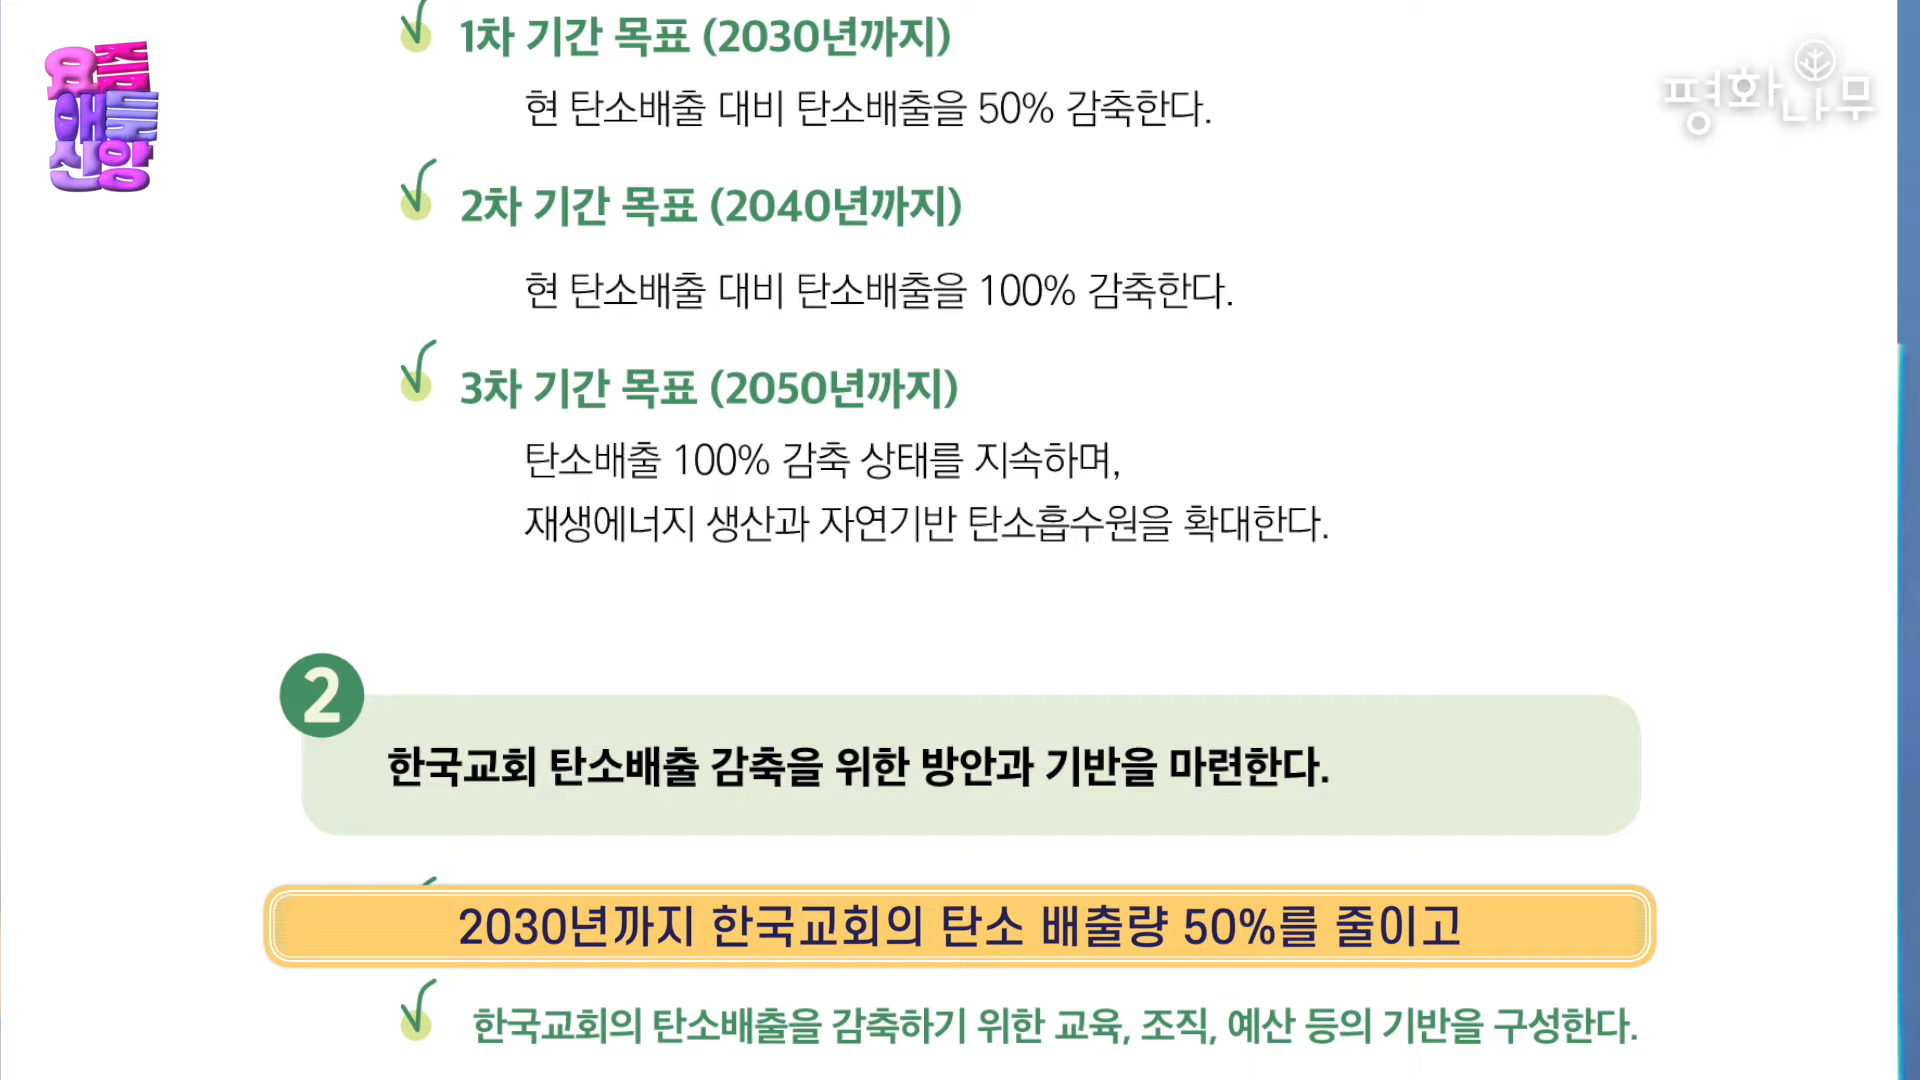 요즘
애듯
신앙
평화나무
1차 기간 목표 (2030년까지)
현 탄소배출 대비 탄소배출을 50% 감축한다.
2차 기간 목표 (2040년까지)
현 탄소배출 대비 탄소배출을 100% 감축한다.
3차 기간 목표 (2050년까지)
탄소배출 100% 감축 상태를 지속하며,
재생에너지 생산과 자연기반 탄소흡수원을 확대한다.
2
한국교회 탄소배출 감축을 위한 방안과 기반을 마련한다.
2030년까지 한국교회의 탄소 배출량 50%를 줄이고
한국교회의 탄소배출을 감축하기 위한 교육, 조직, 예산 등의 기반을 구성한다.